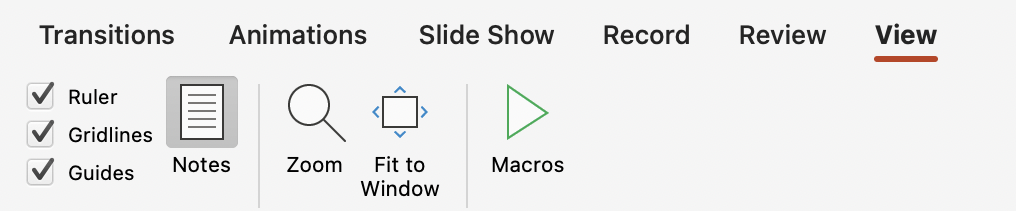 Transitions Animations Slide Show Record Review View
Ruler
Gridlines
Guides
Notes
Zoom
Fit to
Window
Macros